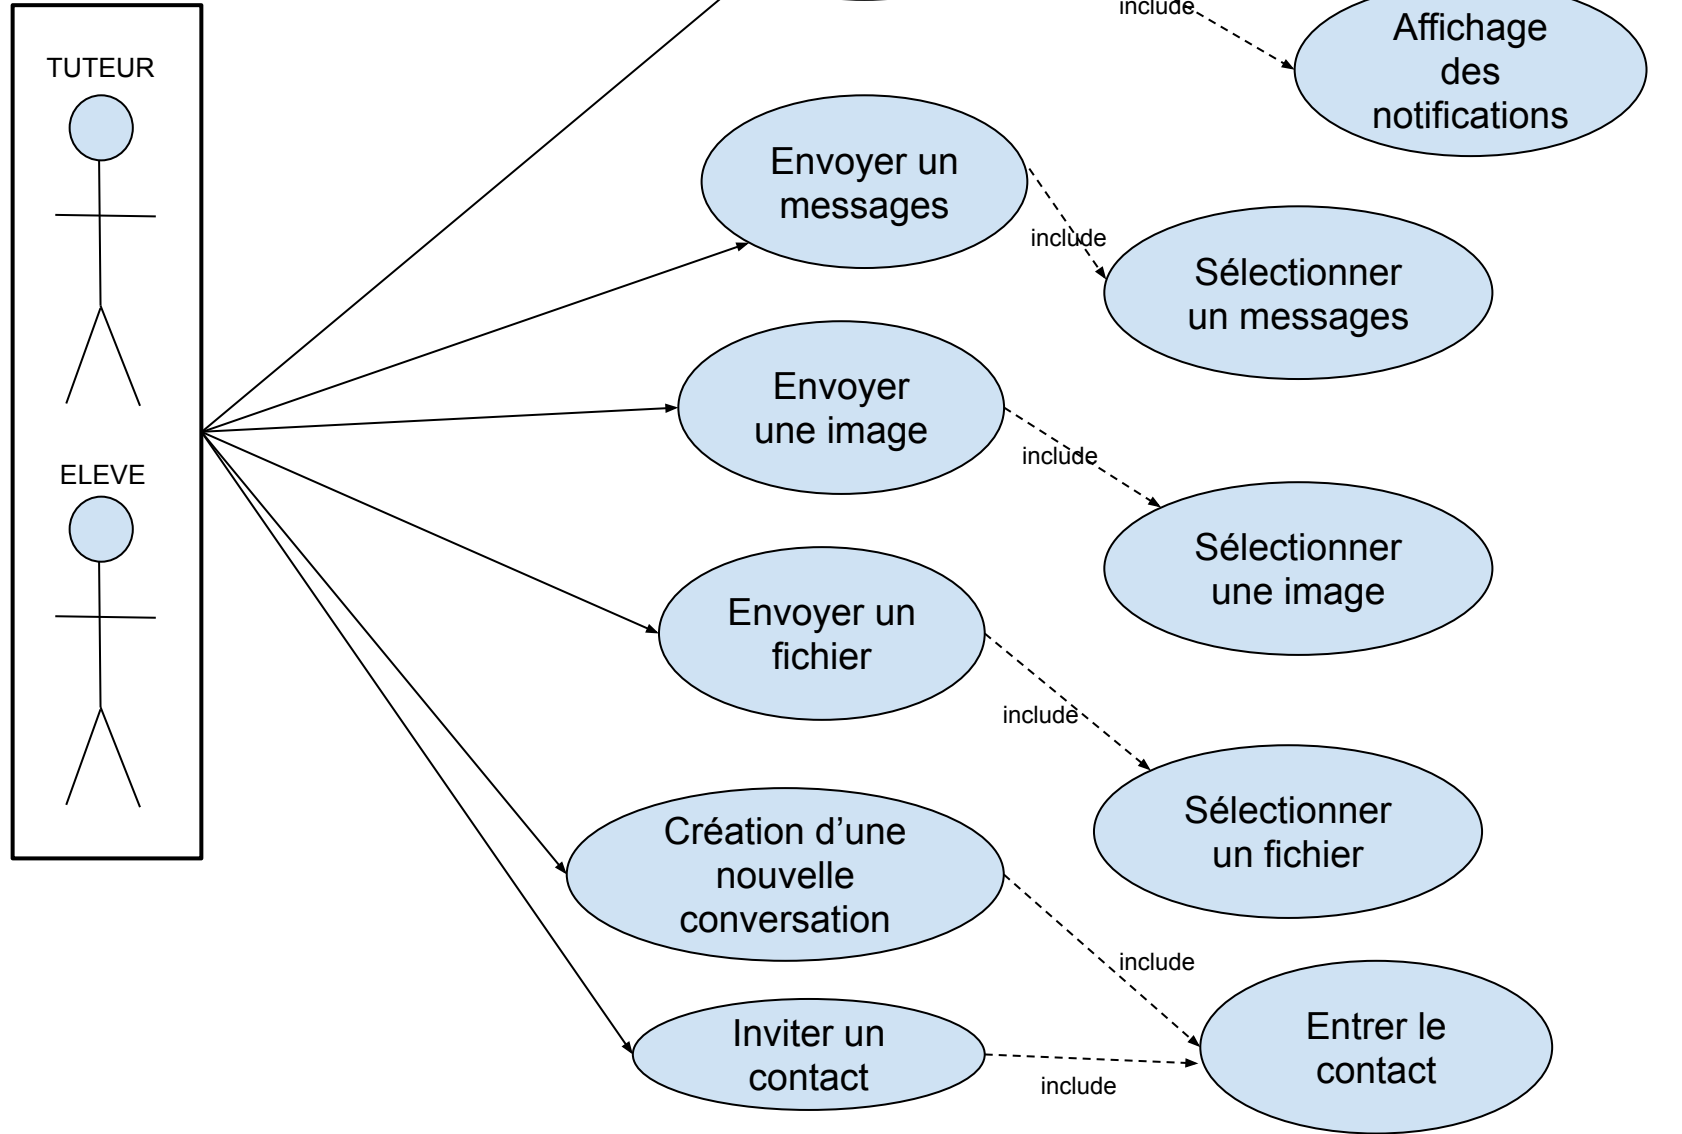 include
Affichage
des
notifications
TUTEUR
Envoyer un
messages
include
Sélectionner
un messages
Envoyer
une image
include
ELEVE
Sélectionner
une image
Envoyer un
fichier
include
Sélectionner
un fichier
Création d’une
nouvelle
conversation
include
Inviter un
contact
include
Entrer le
contact